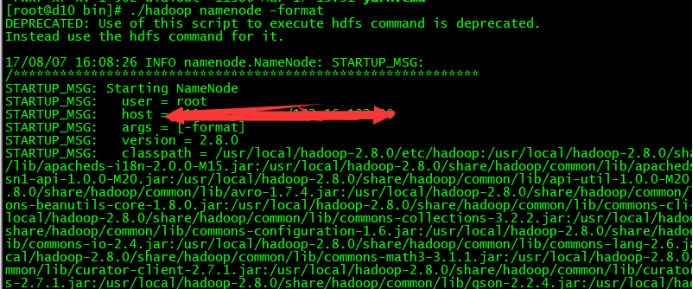 [root@d10 bin]# ./hadoop namenode -format
DEPRECATED: Use of this script to execute hdfs command is deprecated.
Instead use the hdfs command for it.
17/08/07 16:08:26 INFO namenode.NameNode: STARTUP_MSG:
/************************************************************
STARTUP_MSG: Starting NameNode
STARTUP_MSG:   user = root
STARTUP_MSG:   host =
STARTUP_MSG:   args = [-format]
STARTUP_MSG:   version = 2.8.0
STARTUP_MSG:   classpath = /usr/local/hadoop-2.8.0/etc/hadoop:/usr/local/hadoop-2.8.0/sh
/lib/apacheds-i18n-2.0.0-M15.jar:/usr/local/hadoop-2.8.0/share/hadoop/common/lib/apacheds
sn1-api-1.0.0-M20.jar:/usr/local/hadoop-2.8.0/share/hadoop/common/lib/api-util-1.0.0-M20
.8.0/share/hadoop/common/lib/avro-1.7.4.jar:/usr/local/hadoop-2.8.0/share/hadoop/common/
ons-beanutils-core-1.8.0.jar:/usr/local/hadoop-2.8.0/share/hadoop/common/lib/commons-cli-
local/hadoop-2.8.0/share/hadoop/common/lib/commons-collections-3.2.2.jar:/usr/local/hadoo
share/hadoop/common/lib/commons-configuration-1.6.jar:/usr/local/hadoop-2.8.0/share/hadoo
ib/commons-io-2.4.jar:/usr/local/hadoop-2.8.0/share/hadoop/common/lib/commons-lang-2.6.ja
cal/hadoop-2.8.0/share/hadoop/common/lib/commons-math3-3.1.1.jar:/usr/local/hadoop-2.8.0/
mmon/lib/curator-client-2.7.1.jar:/usr/local/hadoop-2.8.0/share/hadoop/common/lib/curator
s-2.7.1.jar:/usr/local/hadoop-2.8.0/share/hadoop/common/lib/gson-2.2.4.jar:/usr/local/had